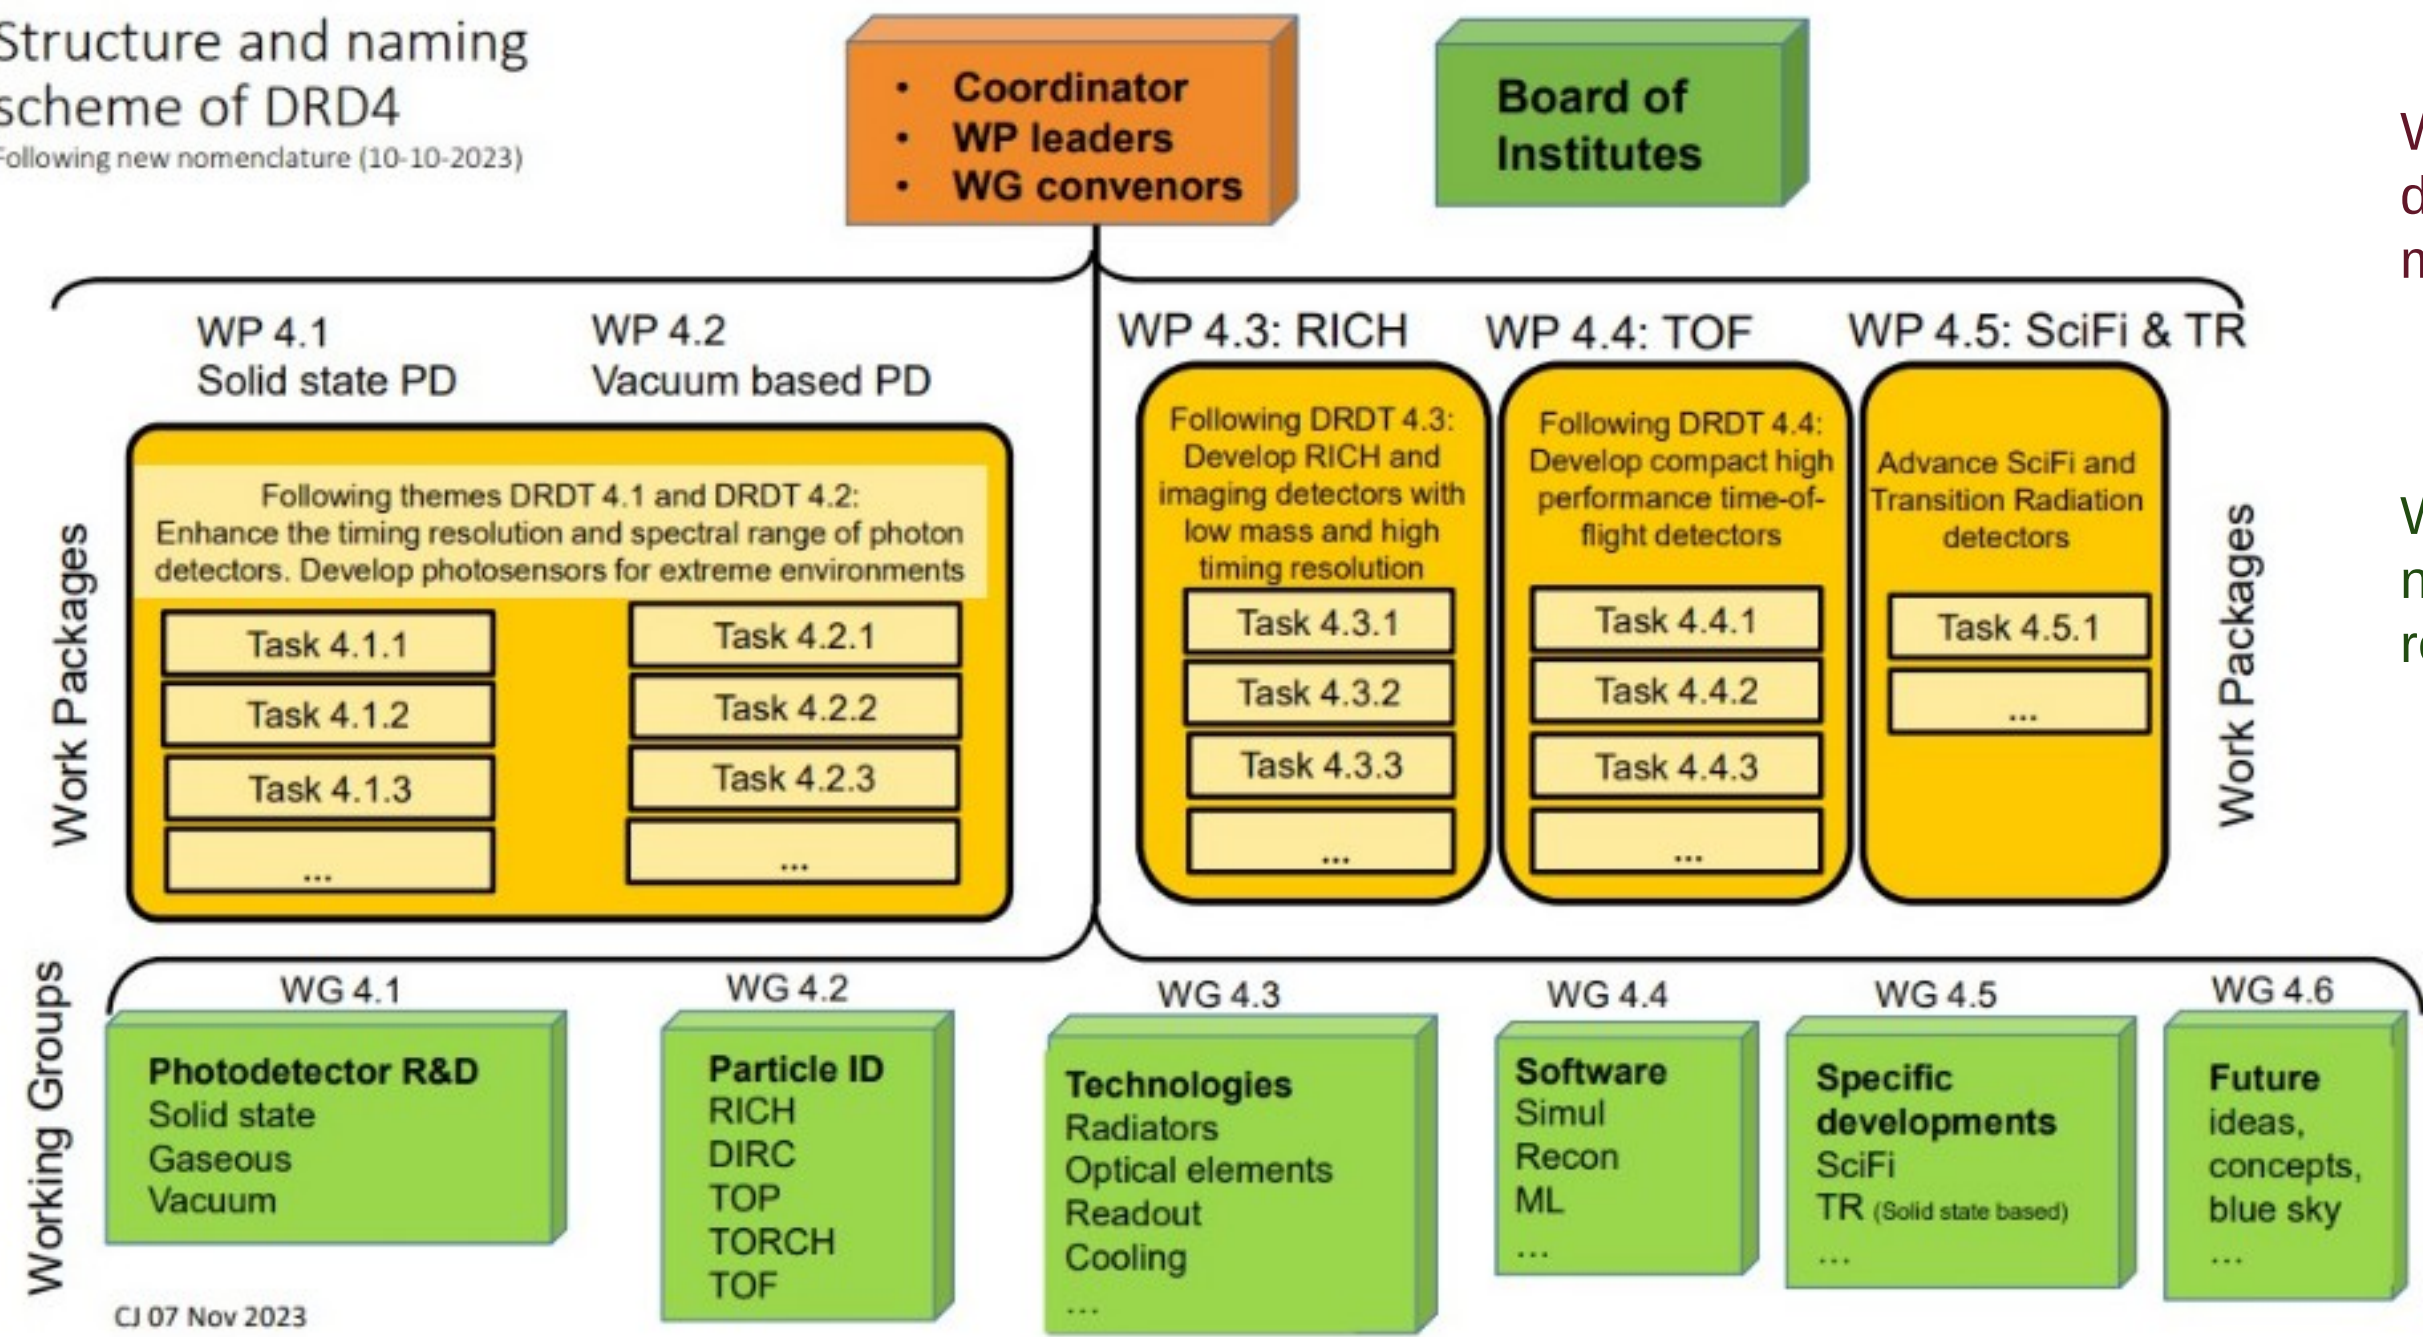 Structure and naming
scheme of DRD4
Following new nomenclature (10-10-2023)
• Coordinator
• WP leaders
• WG convenors
Board of
Institutes
WP 4.1
Solid state PD
WP 4.2
Vacuum based PD
WP 4.3: RICH
WP 4.4: TOF
WP 4.5: SciFi & TR
Work Packages
Following themes DRDT 4.1 and DRDT 4.2:
Enhance the timing resolution and spectral range of photon
detectors. Develop photosensors for extreme environments
Task 4.1.1
Task 4.1.2
Task 4.1.3
...
Task 4.2.1
Task 4.2.2
Task 4.2.3
...
Following DRDT 4.3:
Develop RICH and
imaging detectors with
low mass and high
timing resolution
Task 4.3.1
Task 4.3.2
Task 4.3.3
...
Following DRDT 4.4:
Develop compact high
performance time-of-
flight detectors
Task 4.4.1
Task 4.4.2
Task 4.4.3
...
Advance SciFi and
Transition Radiation
detectors
Task 4.5.1
...
Work Packages
Working Groups
WG 4.1
Photodetector R&D
Solid state
Gaseous
Vacuum
WG 4.2
Particle ID
RICH
DIRC
TOP
TORCH
TOF
WG 4.3
Technologies
Radiators
Optical elements
Readout
Cooling
...
WG 4.4
Software
Simul
Recon
ML
...
WG 4.5
Specific
developments
SciFi
TR (Solid state based)
...
WG 4.6
Future
ideas,
concepts,
blue sky
...
CJ 07 Nov 2023